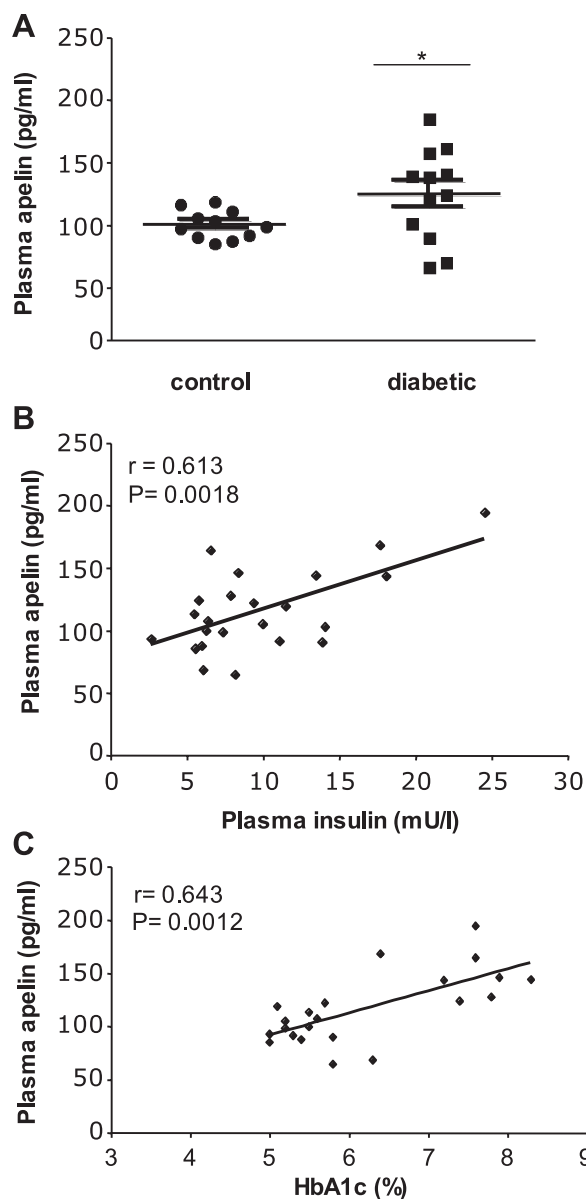 A
Plasma apelin (pg/ml)
250
200
150
100
50
0
*
control diabetic
B
Plasma apelin (pg/ml)
250
200
150
100
50
0
r = 0.613
P= 0.0018
0 5 10 15 20 25 30
Plasma insulin (mU/l)
C
Plasma apelin (pg/ml)
250
200
150
100
50
0
r= 0.643
P= 0.0012
3 4 5 6 7 8 9
HbA1c (%)